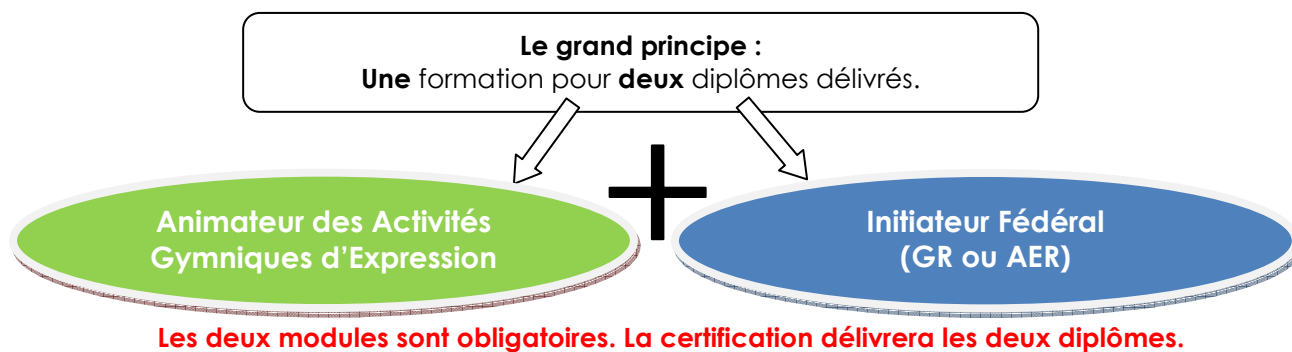 Le grand principe :
Une formation pour deux diplômes délivrés.
Animateur des Activités
Gymniques d’Expression
Initiateur Fédéral
(GR ou AER)
Les deux modules sont obligatoires. La certification délivrera les deux diplômes.